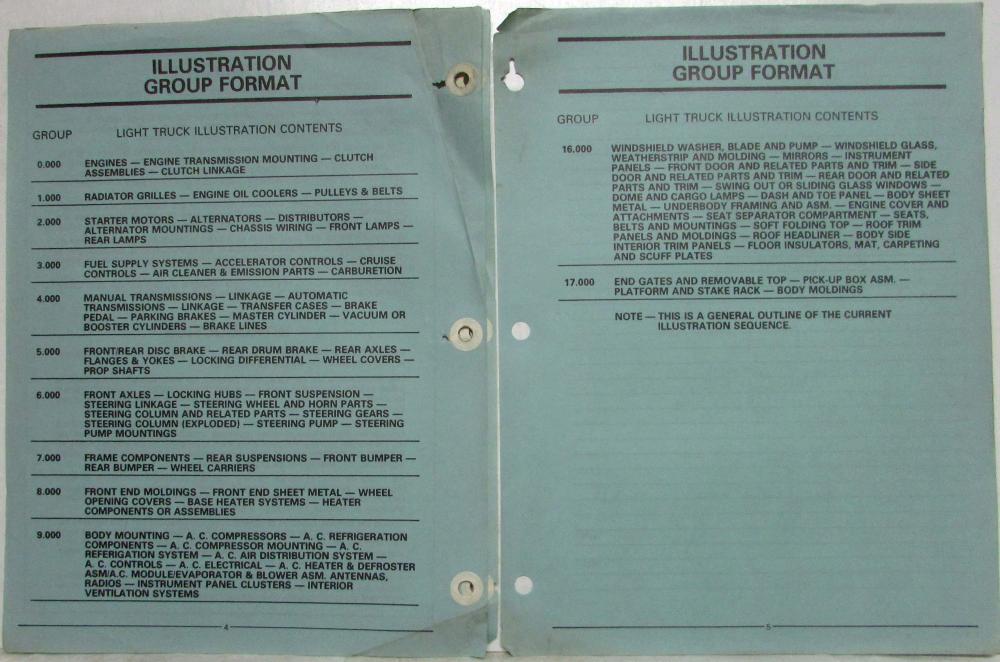 ILLUSTRATION
GROUP FORMAT
GROUP LIGHT TRUCK ILLUSTRATION CONTENTS
0.000 ENGINES — ENGINE TRANSMISSION MOUNTING — CLUTCH
ASSEMBLIES — CLUTCH LINKAGE
1.000 RADIATOR GRILLES — ENGINE OIL COOLERS — PULLEYS & BELTS
2.000 STARTER MOTORS — ALTERNATORS — DISTRIBUTORS —
ALTERNATOR MOUNTINGS — CHASSIS WIRING — FRONT LAMPS —
REAR LAMPS
3.000 FUEL SUPPLY SYSTEMS — ACCELERATOR CONTROLS — CRUISE
CONTROLS — AIR CLEANER & EMISSION PARTS — CARBURETION
4.000 MANUAL TRANSMISSIONS — LINKAGE — AUTOMATIC
TRANSMISSIONS — LINKAGE — TRANSFER CASES — BRAKE
PEDAL — PARKING BRAKES — MASTER CYLINDER — VACUUM OR
BOOSTER CYLINDERS — BRAKE LINES
5.000 FRONT/REAR DISC BRAKE — REAR DRUM BRAKE — REAR AXLES —
FLANGES & YOKES — LOCKING DIFFERENTIAL — WHEEL COVERS —
PROP SHAFTS
6.000 FRONT AXLES — LOCKING HUBS — FRONT SUSPENSION —
STEERING LINKAGE — STEERING WHEEL AND HORN PARTS —
STEERING COLUMN AND RELATED PARTS — STEERING GEARS —
STEERING COLUMN (EXPLODED) — STEERING PUMP — STEERING
PUMP MOUNTINGS
7.000 FRAME COMPONENTS — REAR SUSPENSIONS — FRONT BUMPER —
REAR BUMPER — WHEEL CARRIERS
8.000 FRONT END MOLDINGS — FRONT END SHEET METAL — WHEEL
OPENING COVERS — BASE HEATER SYSTEMS — HEATER
COMPONENTS OR ASSEMBLIES
9.000 BODY MOUNTING — A. C. COMPRESSORS — A. C. REFRIGERATION
COMPONENTS — A. C. COMPRESSOR MOUNTING — A. C.
REFERIGATION SYSTEM — A. C. AIR DISTRIBUTION SYSTEM —
A. C. CONTROLS — A. C. ELECTRICAL — A. C. HEATER & DEFROSTER
ASM/A.C. MODULE/EVAPORATOR & BLOWER ASM. ANTENNAS,
RADIOS — INSTRUMENT PANEL CLUSTERS — INTERIOR
VENTILATION SYSTEMS
4
ILLUSTRATION
GROUP FORMAT
GROUP LIGHT TRUCK ILLUSTRATION CONTENTS
16.000 WINDSHIELD WASHER, BLADE AND PUMP — WINDSHIELD GLASS,
WEATHERSTRIP AND MOLDING — MIRRORS — INSTRUMENT
PANELS — FRONT DOOR AND RELATED PARTS AND TRIM — SIDE
DOOR AND RELATED PARTS AND TRIM — REAR DOOR AND RELATED
PARTS AND TRIM — SWING OUT OR SLIDING GLASS WINDOWS —
DOME AND CARGO LAMPS — DASH AND TOE PANEL — BODY SHEET
METAL — UNDERBODY FRAMING AND ASM. — ENGINE COVER AND
ATTACHMENTS — SEAT SEPARATOR COMPARTMENT — SEATS,
BELTS AND MOUNTINGS — SOFT FOLDING TOP — ROOF TRIM
PANELS AND MOLDINGS — ROOF HEADLINER — BODY SIDE
INTERIOR TRIM PANELS — FLOOR INSULATORS, MAT, CARPETING
AND SCUFF PLATES
17.000 END GATES AND REMOVABLE TOP — PICK-UP BOX ASM. —
PLATFORM AND STAKE RACK — BODY MOLDINGS
NOTE — THIS IS A GENERAL OUTLINE OF THE CURRENT
ILLUSTRATION SEQUENCE.
5